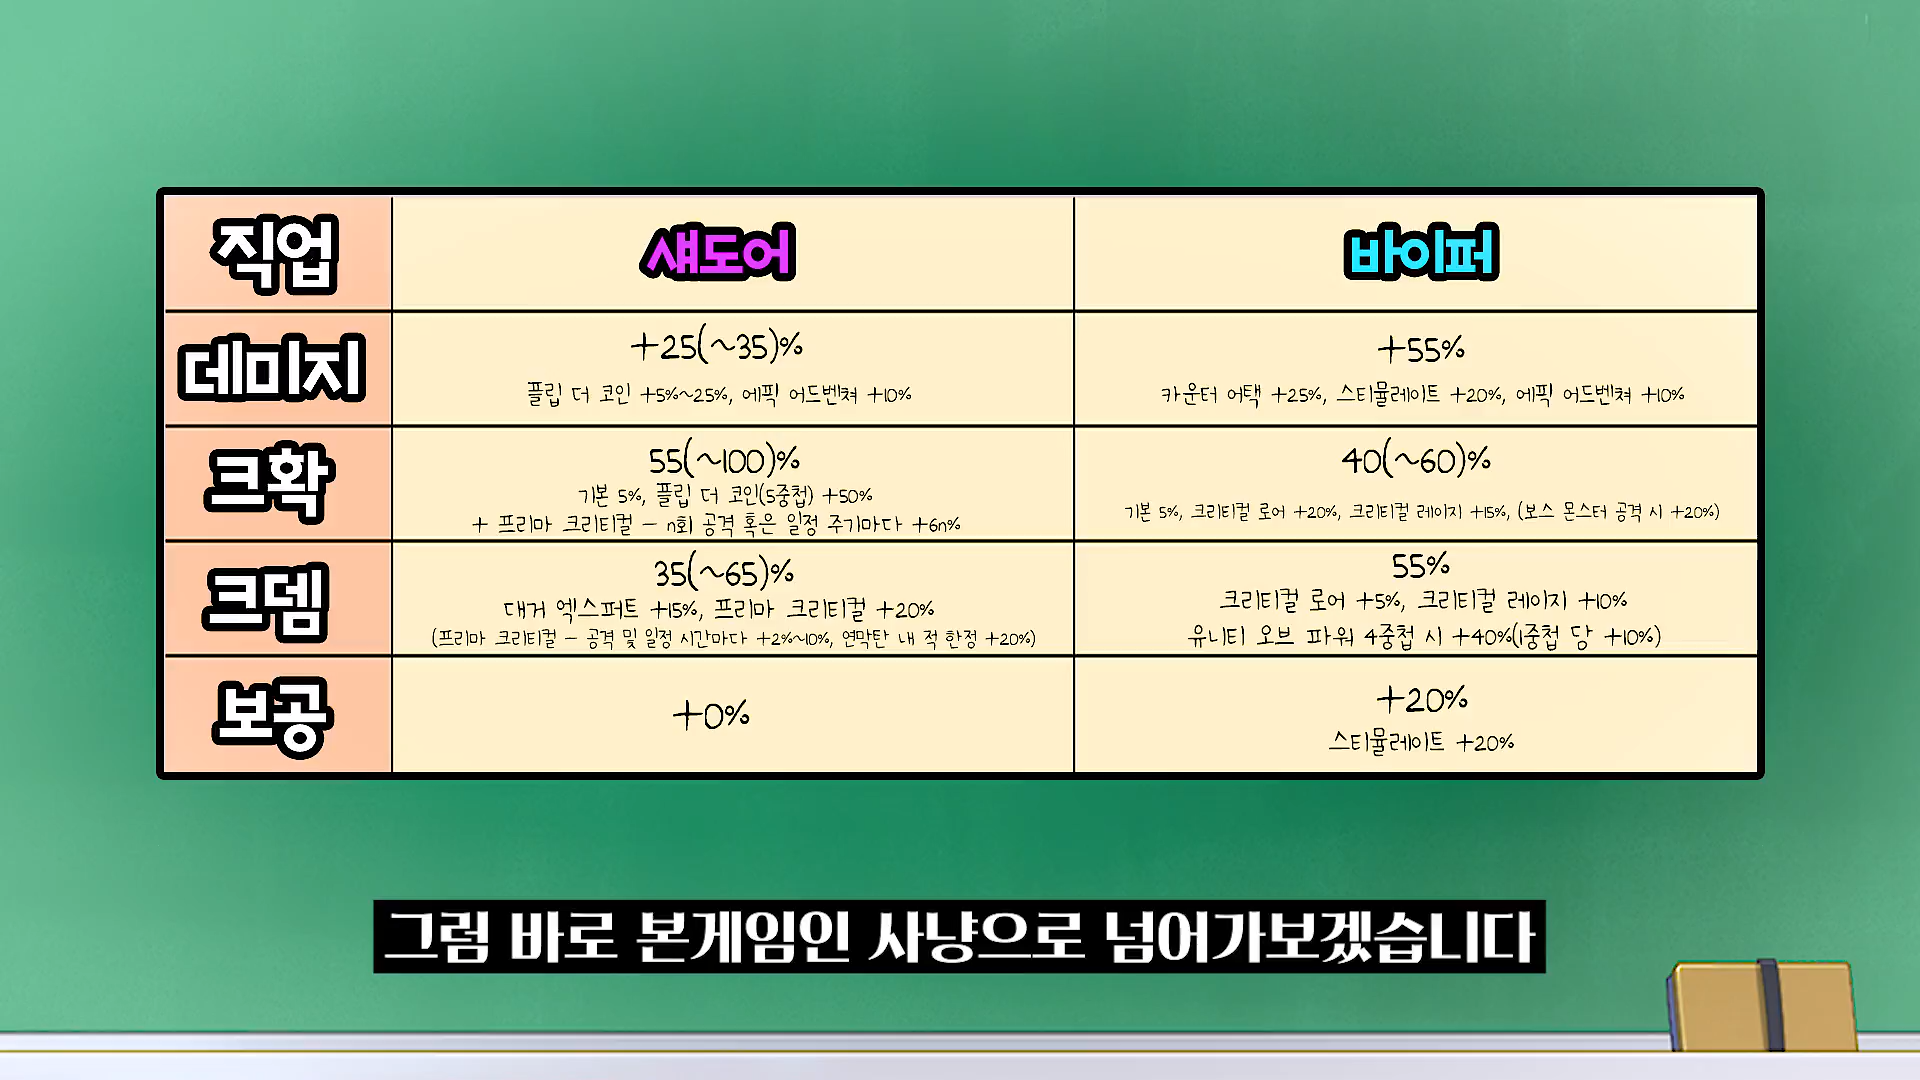 직업 섀도어 바이퍼
데미지 +25(~35)% +55%
플립 더 코인 +5%~25%, 에픽 어드벤쳐 +10% 카운터 어택 +25%, 스티뮬레이트 +20%, 에픽 어드벤쳐 +10%
크확 55(~100)% 40(~60)%
기본 5%, 플립 더 코인(5중첩) +50%
+ 프리마 크리티컬 - n회 공격 혹은 일정 주기마다 +6n% 기본 5%, 크리티컬 로어 +20%, 크리티컬 레이지 +15%, (보스 몬스터 공격 시 +20%)
크뎀 35(~65)% 55%
대거 엑스퍼트 +15%, 프리마 크리티컬 +20% 크리티컬 로어 +5%, 크리티컬 레이지 +10%
(프리마 크리티컬 - 공격 및 일정 시간마다 +2%~10%, 연막탄 내 적 한정 +20%) 유니티 오브 파워 4중첩 시 +40%(1중첩 당 +10%)
보공 +0% +20%
스티뮬레이트 +20%
그럼 바로 본게임인 사냥으로 넘어가보겠습니다